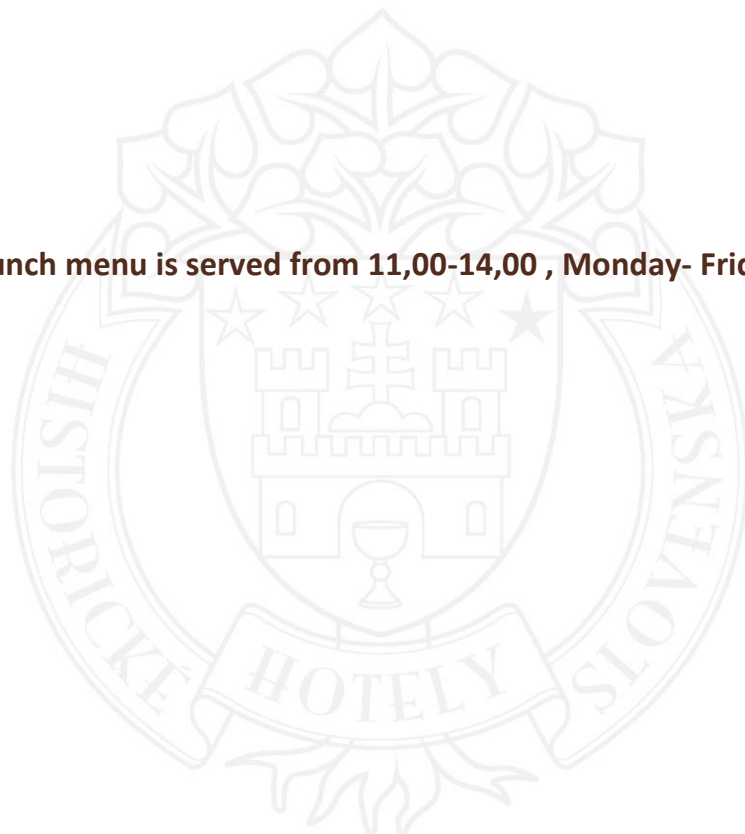 unch menu is served from 11,00-14,00 , Monday- Fri
HISTORICKÉ HOTELY SLOVENSKA